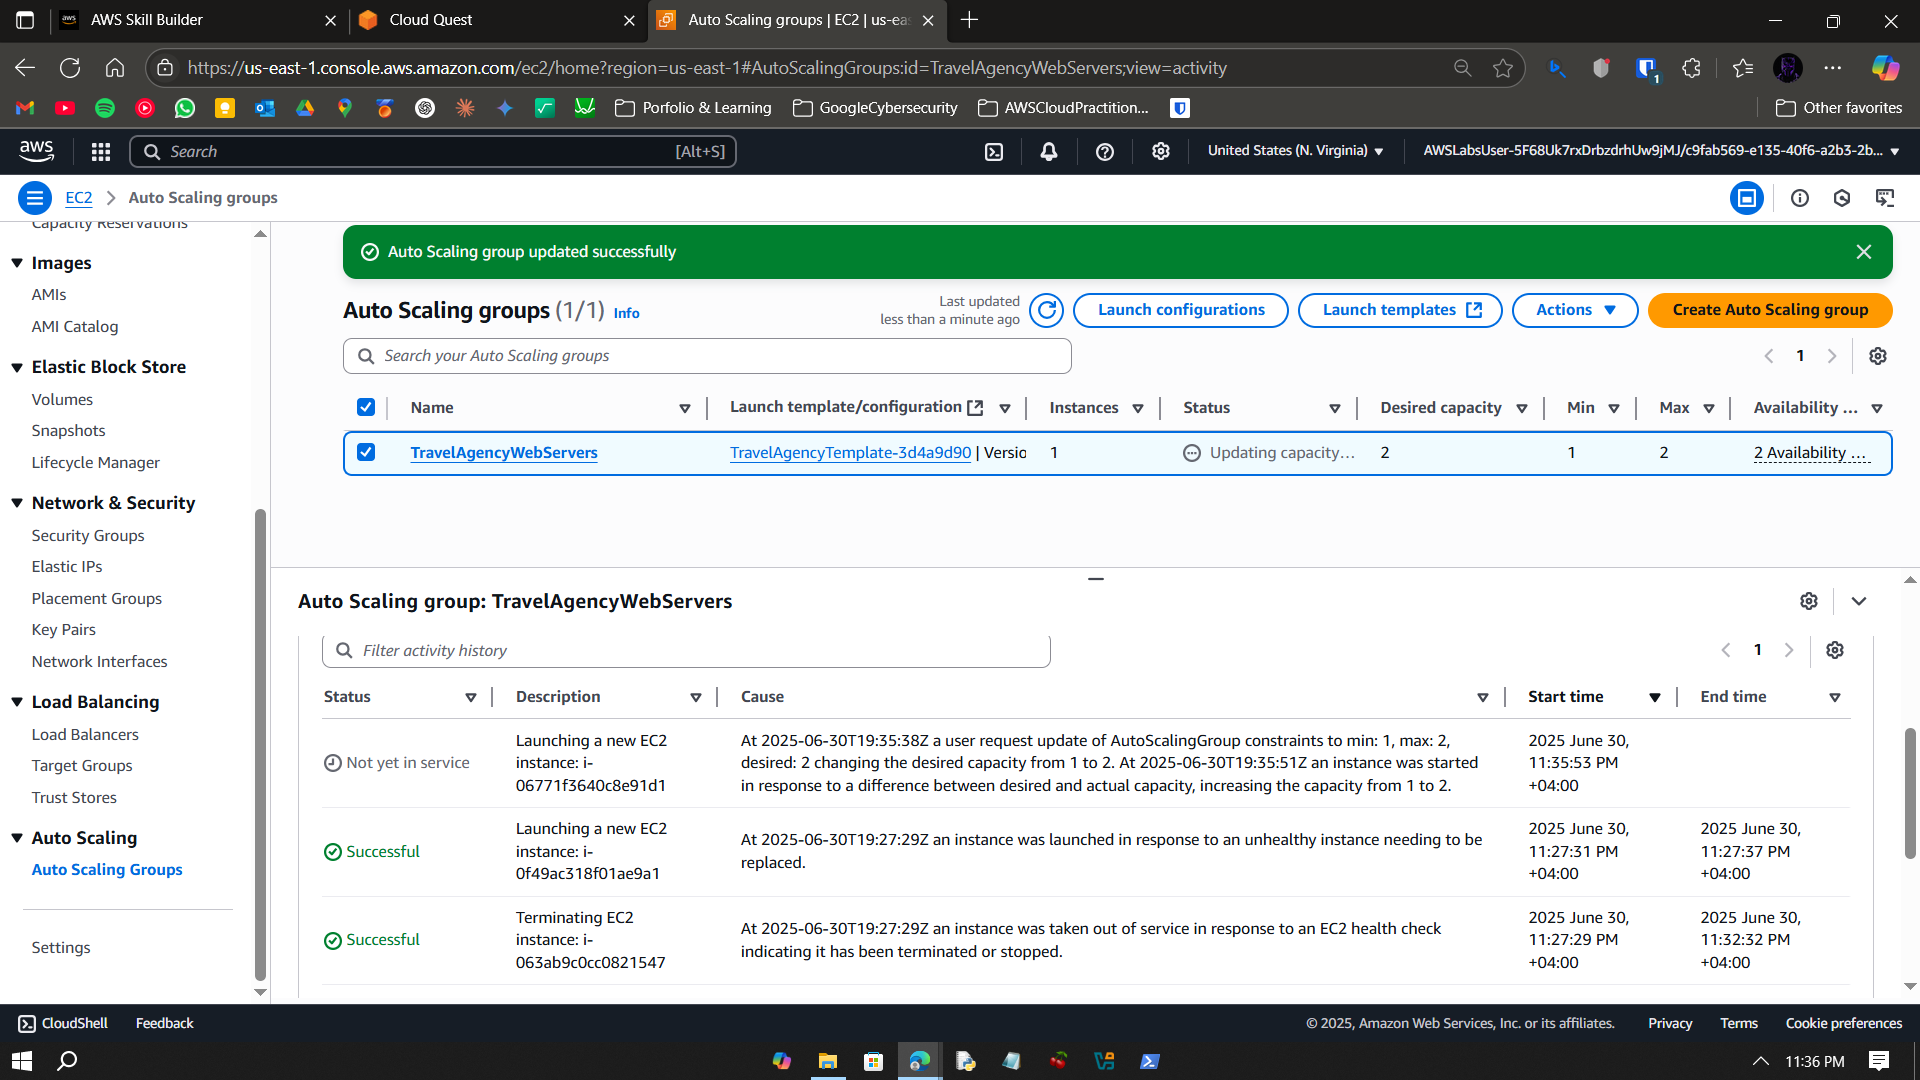 AWS Skill Builder
Cloud Quest
Auto Scaling groups | EC2 | us-eas
https://us-east-1.console.aws.amazon.com/ec2/home?region=us-east-1#AutoScalingGroups:id=TravelAgencyWebServers;view=activity
1
Porfolio & Learning
GoogleCybersecurity
AWSCloudPractition...
Other favorites
aws
Search
[Alt+S]
United States (N. Virginia)
AWSLabsUser-5F68Uk7rxDrbzdrhUw9jMJ/c9fab569-e135-40f6-a2b3-2b...
EC2
Auto Scaling groups
Capacity Reservations
Images
AMIs
AMI Catalog
Elastic Block Store
Volumes
Snapshots
Lifecycle Manager
Network & Security
Security Groups
Elastic IPs
Placement Groups
Key Pairs
Network Interfaces
Load Balancing
Load Balancers
Target Groups
Trust Stores
Auto Scaling
Auto Scaling Groups
Settings
Auto Scaling group updated successfully
Auto Scaling groups (1/1) Info
Last updated
less than a minute ago
Launch configurations
Launch templates
Actions
Create Auto Scaling group
Search your Auto Scaling groups
1
Name
Launch template/configuration
Instances
Status
Desired capacity
Min
Max
Availability ...
TravelAgencyWebServers
TravelAgencyTemplate-3d4a9d90 | Versio
1
Updating capacity...
2
1
2
2 Availability ...
Auto Scaling group: TravelAgencyWebServers
Filter activity history
1
Status
Description
Cause
Start time
End time
Not yet in service
Launching a new EC2
instance: i-
06771f3640c8e91d1
At 2025-06-30T19:35:38Z a user request update of AutoScalingGroup constraints to min: 1, max: 2,
desired: 2 changing the desired capacity from 1 to 2. At 2025-06-30T19:35:51Z an instance was started
in response to a difference between desired and actual capacity, increasing the capacity from 1 to 2.
2025 June 30,
11:35:53 PM
+04:00
Successful
Launching a new EC2
instance: i-
0f49ac318f01ae9a1
At 2025-06-30T19:27:29Z an instance was launched in response to an unhealthy instance needing to be
replaced.
2025 June 30,
11:27:31 PM
+04:00
2025 June 30,
11:27:37 PM
+04:00
Successful
Terminating EC2
instance: i-
063ab9c0cc0821547
At 2025-06-30T19:27:29Z an instance was taken out of service in response to an EC2 health check
indicating it has been terminated or stopped.
2025 June 30,
11:27:29 PM
+04:00
2025 June 30,
11:32:32 PM
+04:00
CloudShell
Feedback
© 2025, Amazon Web Services, Inc. or its affiliates.
Privacy
Terms
Cookie preferences
11:36 PM